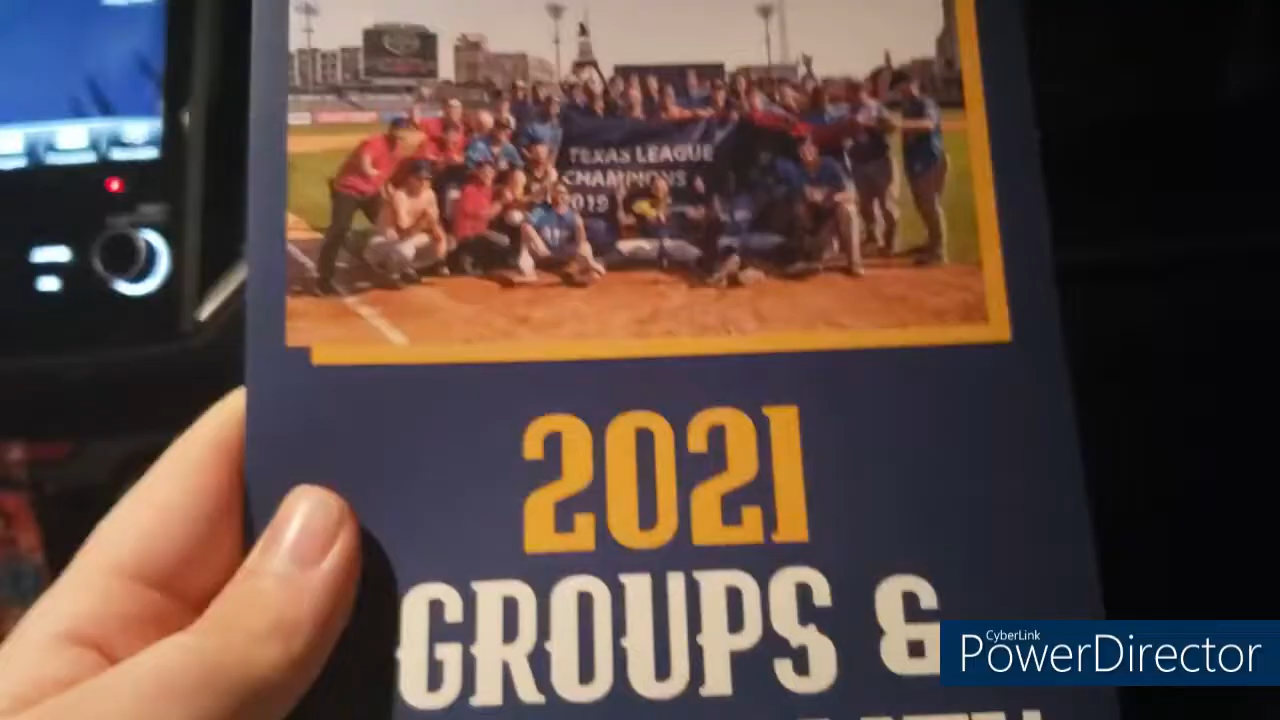 TEXAS LEAGUE
CHAMPIONS
2019
2021
GROUPS &
CyberLink
PowerDirector